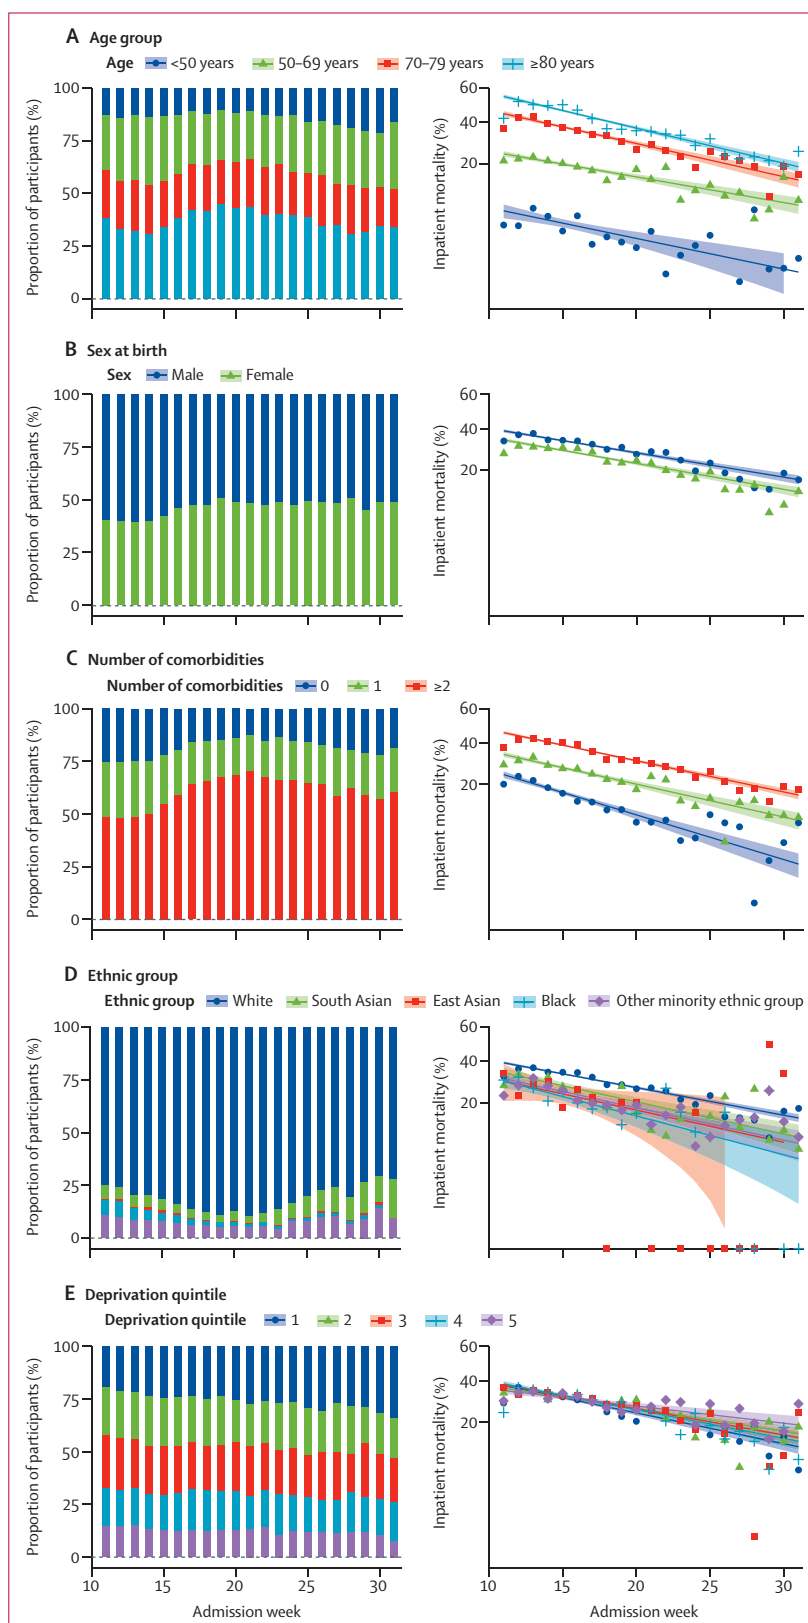 A Age group
Age <50 years 50–69 years 70–79 years ≥80 years
Proportion of participants (%)
100
75
50
25
0
Inpatient mortality (%)
60
40
20
B Sex at birth
Sex Male Female
Proportion of participants (%)
100
75
50
25
0
Inpatient mortality (%)
60
40
20
C Number of comorbidities
Number of comorbidities 0 1 ≥2
Proportion of participants (%)
100
75
50
25
0
Inpatient mortality (%)
60
40
20
D Ethnic group
Ethnic group White South Asian East Asian Black Other minority ethnic group
Proportion of participants (%)
100
75
50
25
0
Inpatient mortality (%)
60
40
20
E Deprivation quintile
Deprivation quintile 1 2 3 4 5
Proportion of participants (%)
100
75
50
25
0
10 15 20 25 30
Admission week
Inpatient mortality (%)
60
40
20
10 15 20 25 30
Admission week